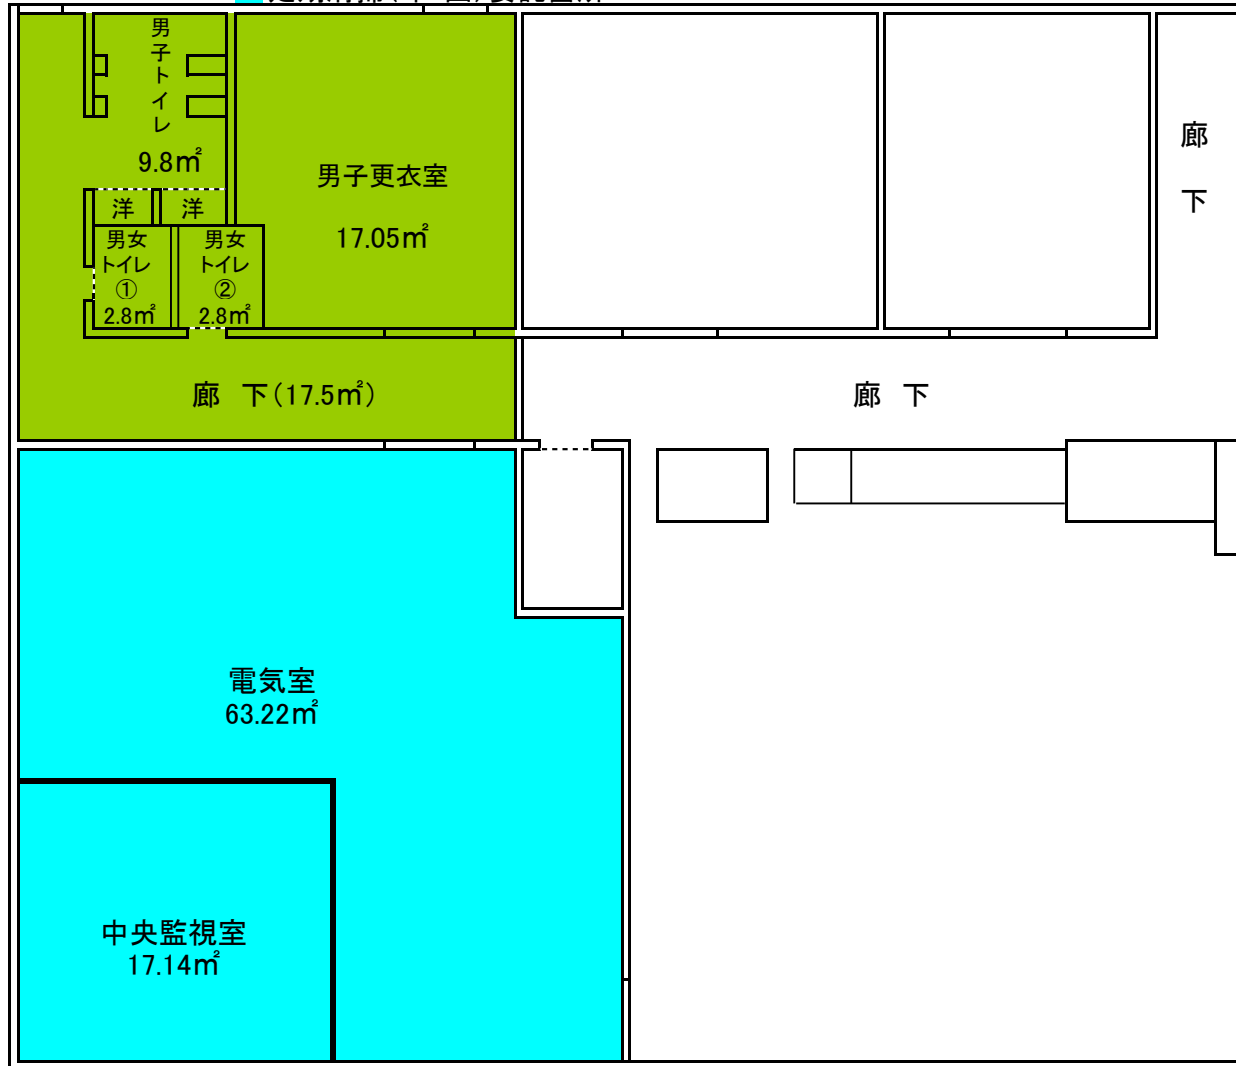 男子トイレ
9.8㎡
男子更衣室
17.05㎡
廊下
洋
洋
男女
トイレ
①
2.8㎡
男女
トイレ
②
2.8㎡
廊 下(17.5㎡)
廊 下
電気室
63.22㎡
中央監視室
17.14㎡